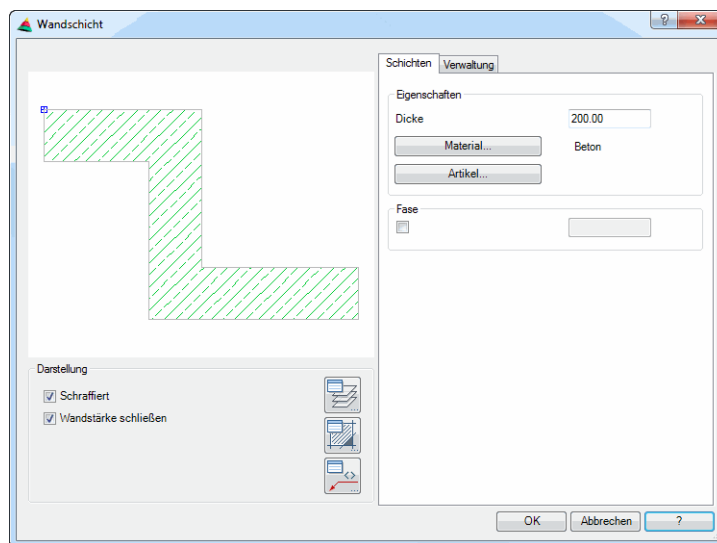 Wandschicht
?
X
Schichten
Verwaltung
Eigenschaften
Dicke
200.00
Material...
Beton
Artikel...
Fase
Darstellung
Schraffiert
Wandstärke schließen
...
...
<>
...
OK
Abbrechen
?